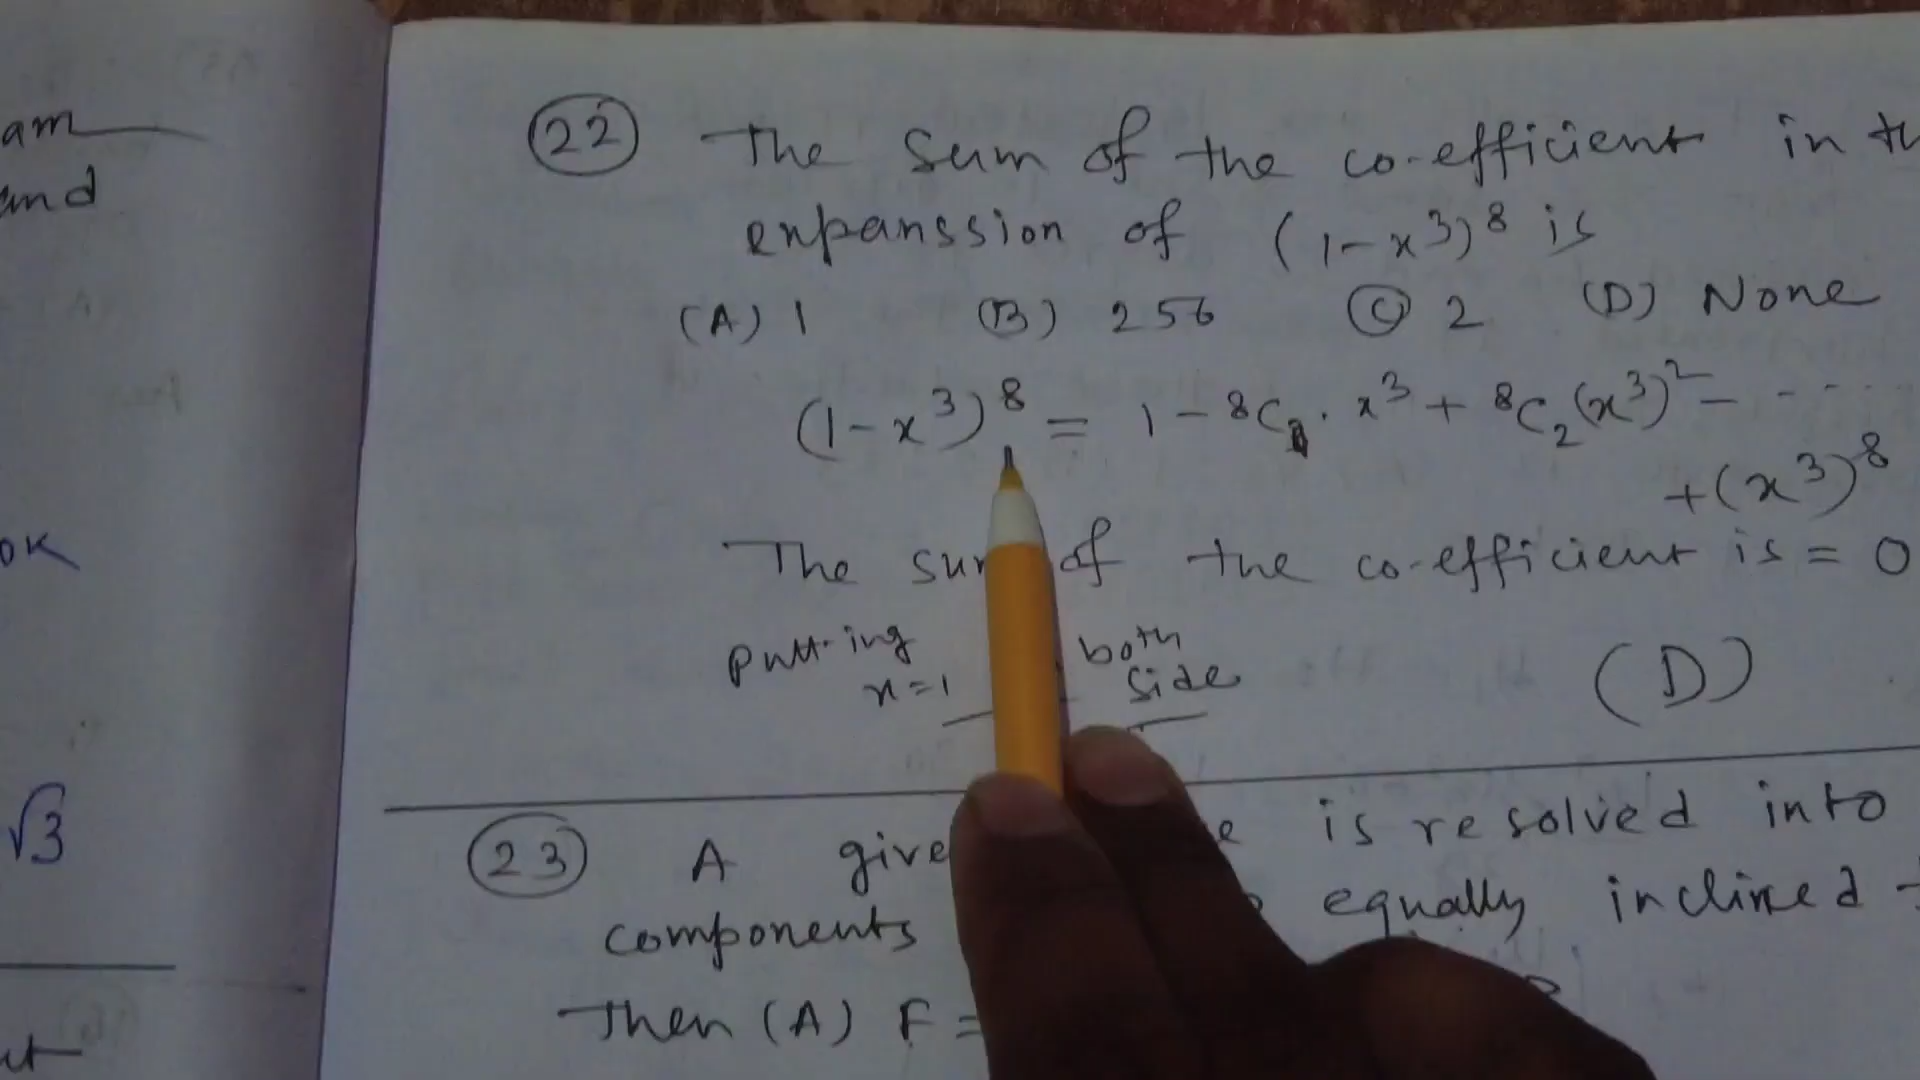 am
and
ok
√3
(22) The sum of the co-efficient in th
expanssion of (1-x³)⁸ is
(A) 1 (B) 256 (C) 2 (D) None
(1-x³)⁸ = 1 - ⁸C₁. x³ + ⁸C₂(x³)² - - - ...
+(x³)⁸
The sum of the co-efficient is = 0
putting both
x=1 side
(D)
(23) A give e is resolved into
components equally inclined t
Then (A) F =